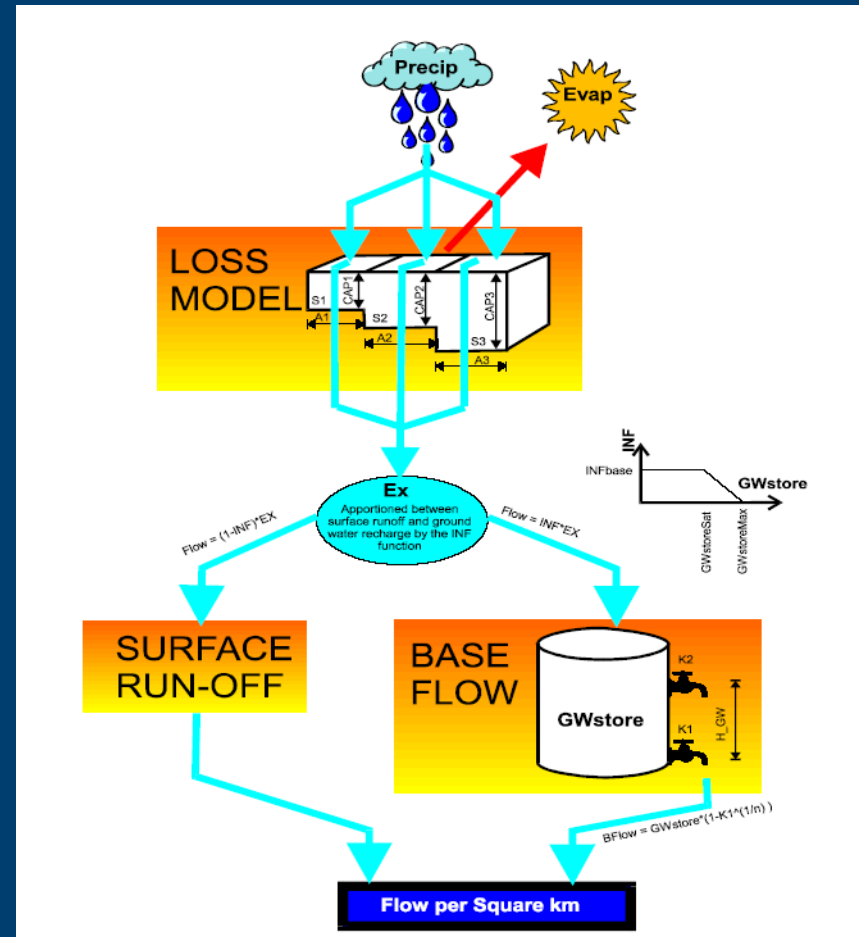 Precip
Evap
LOSS
MODEL
CAP1
CAP2
CAP3
S1
S2
S3
A1
A2
A3
INF
INFbase
GWstore
GWstoreSat
GWstoreMax
Ex
Apportioned between
surface runoff and ground
water recharge by the INF
function
Flow = (1-INF)*EX
Flow = INF*EX
SURFACE
RUN-OFF
BASE
FLOW
GWstore
K2
K1
H_GW
BFlow = GWstore*(1-K1^(1/n) )
Flow per Square km